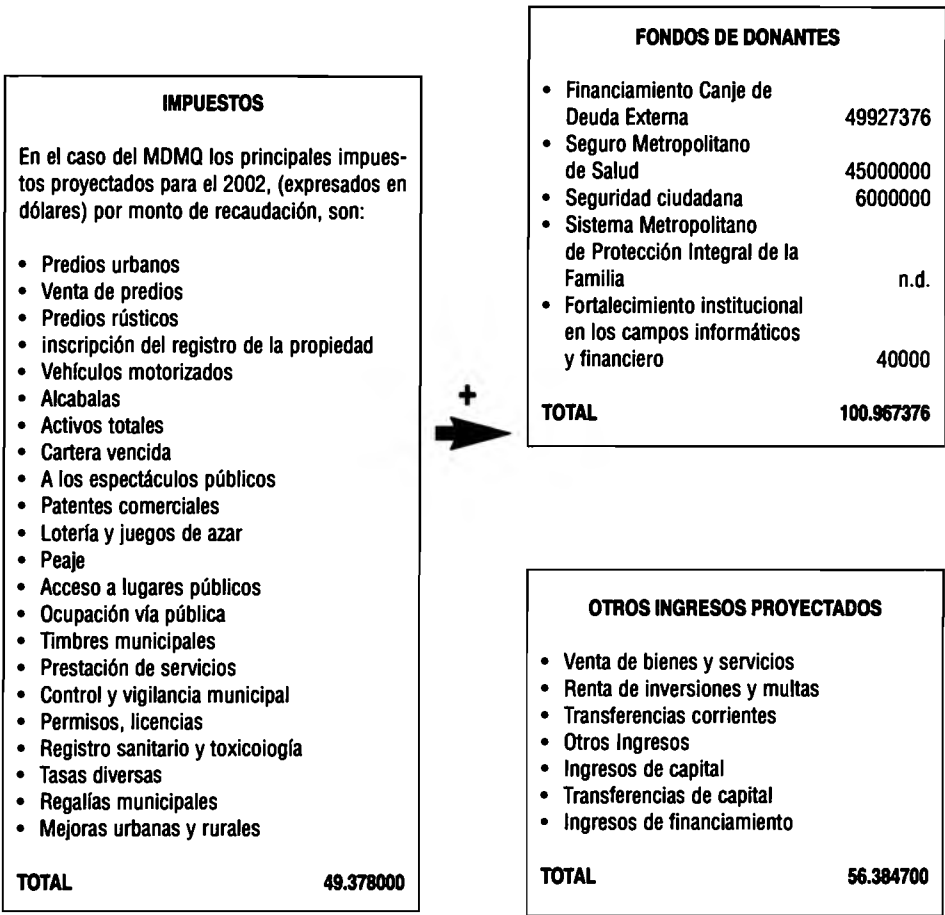 IMPUESTOS
En el caso del MDMQ los principales impues-
tos proyectados para el 2002, (expresados en
dólares) por monto de recaudación, son:
• Predios urbanos
• Venta de predios
• Predios rústicos
• inscripción del registro de la propiedad
• Vehículos motorizados
• Alcabalas
• Activos totales
• Cartera vencida
• A los espectáculos públicos
• Patentes comerciales
• Lotería y juegos de azar
• Peaje
• Acceso a lugares públicos
• Ocupación vía pública
• Timbres municipales
• Prestación de servicios
• Control y vigilancia municipal
• Permisos, licencias
• Registro sanitario y toxicoiogía
• Tasas diversas
• Regalías municipales
• Mejoras urbanas y rurales
TOTAL 49.378000
+
FONDOS DE DONANTES
• Financiamiento Canje de
Deuda Externa 49927376
• Seguro Metropolitano
de Salud 45000000
• Seguridad ciudadana 6000000
• Sistema Metropolitano
de Protección Integral de la
Familia n.d.
• Fortalecimiento institucional
en los campos informáticos
y financiero 40000
TOTAL 100.967376
OTROS INGRESOS PROYECTADOS
• Venta de bienes y servicios
• Renta de inversiones y multas
• Transferencias corrientes
• Otros Ingresos
• Ingresos de capital
• Transferencias de capital
• Ingresos de financiamiento
TOTAL 56.384700